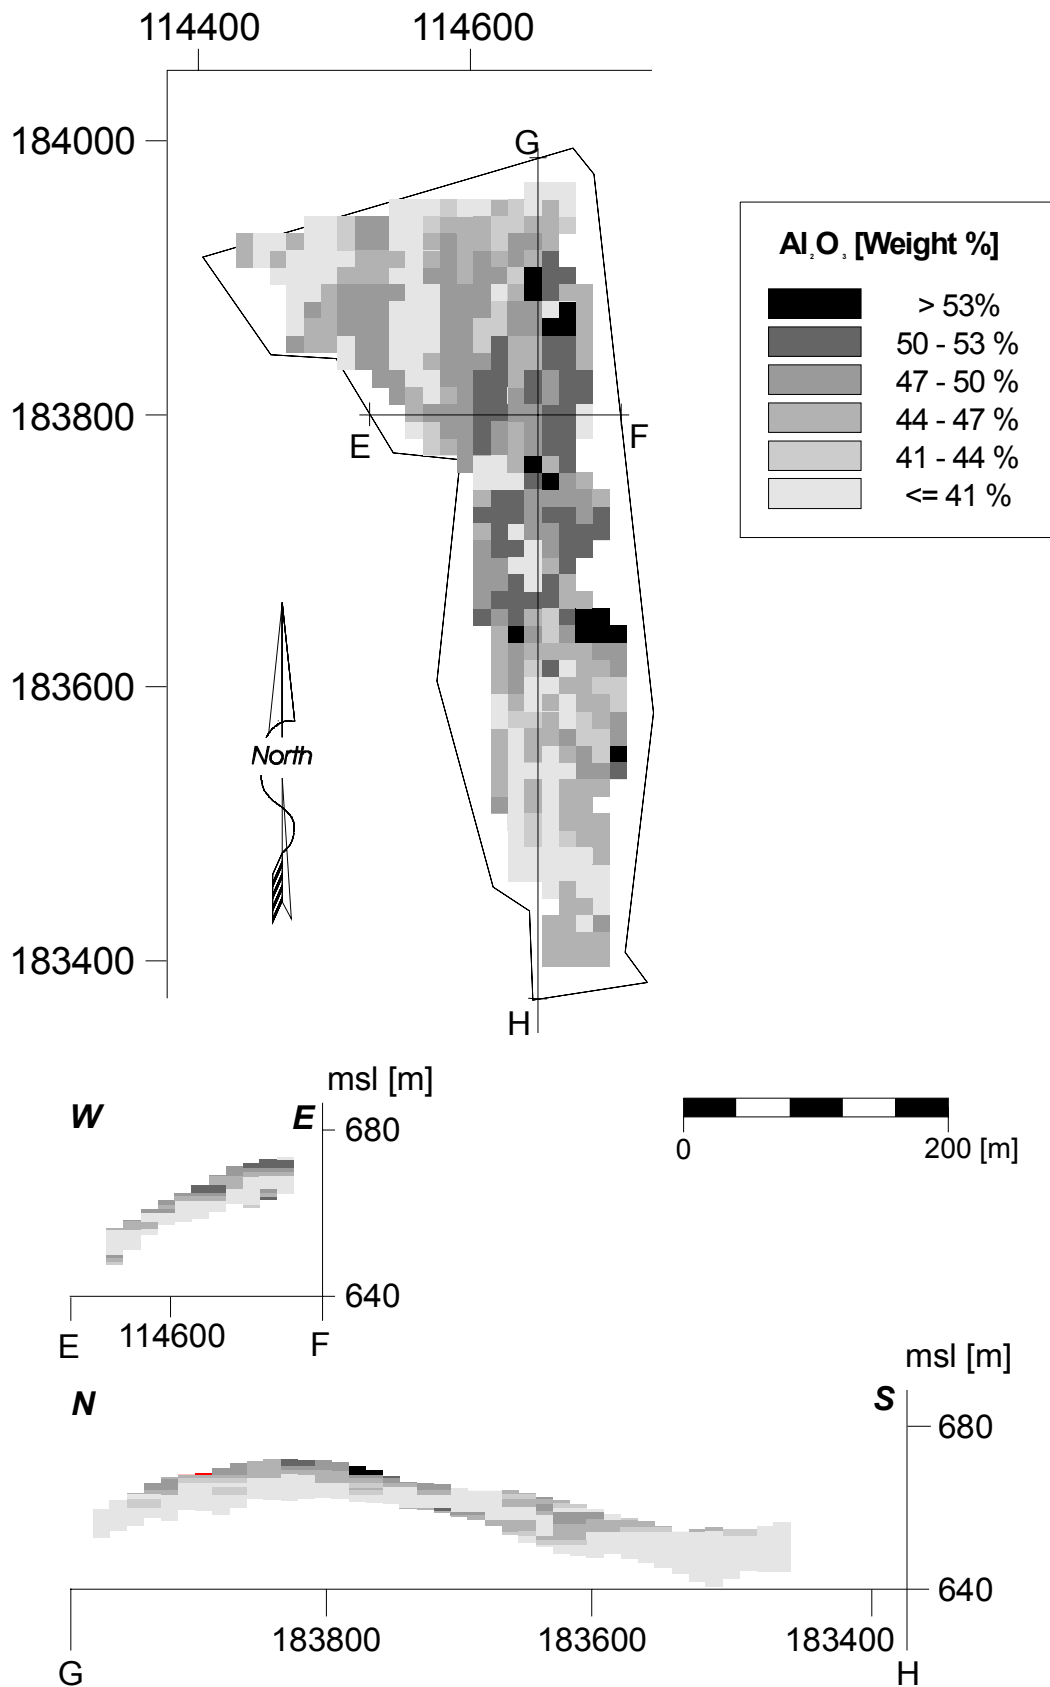 114400 114600
184000
G
Al₂O₃ [Weight %]
> 53%
50 - 53 %
47 - 50 %
44 - 47 %
41 - 44 %
<= 41 %
183800
E F
183600
North
183400
H
msl [m]
W E 680
0 200 [m]
640
E 114600 F
msl [m]
N S 680
640
183800 183600 183400
G H